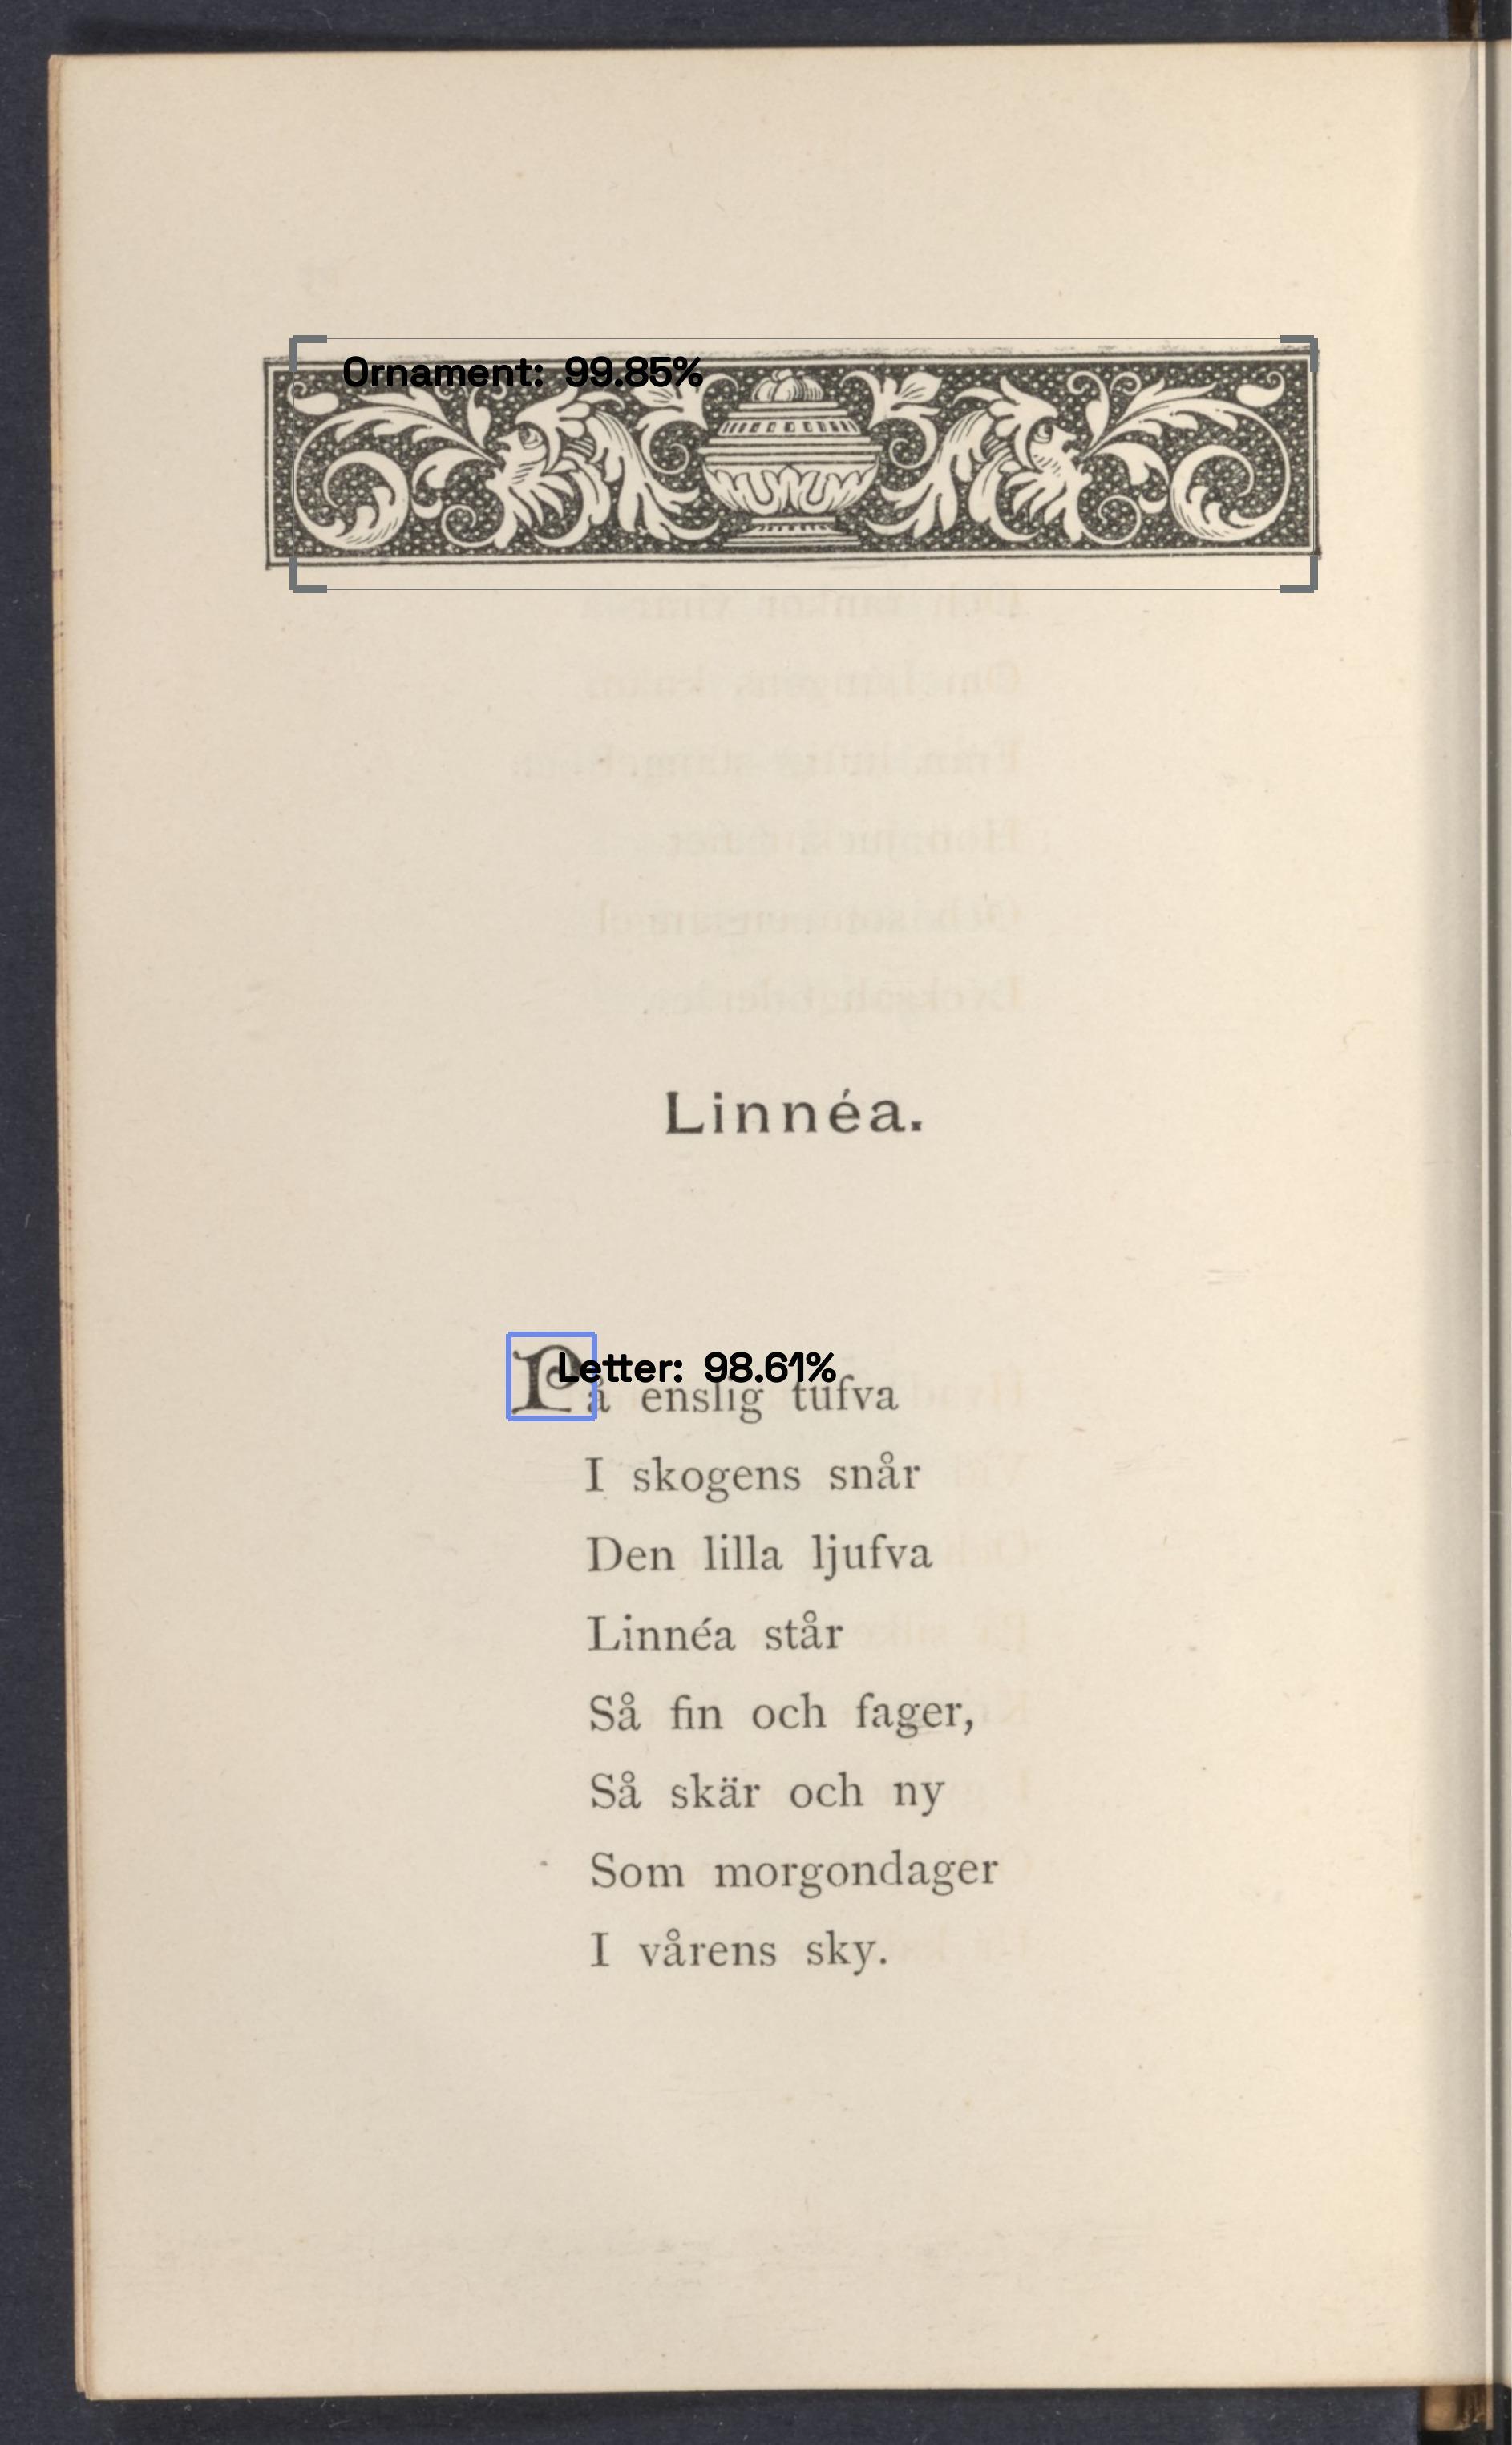 Ornament: 99.85%
Linnéa.
Letter: 98.61%
På enslig tufva
I skogens snår
Den lilla ljufva
Linnéa står
Så fin och fager,
Så skär och ny
Som morgondager
I vårens sky.